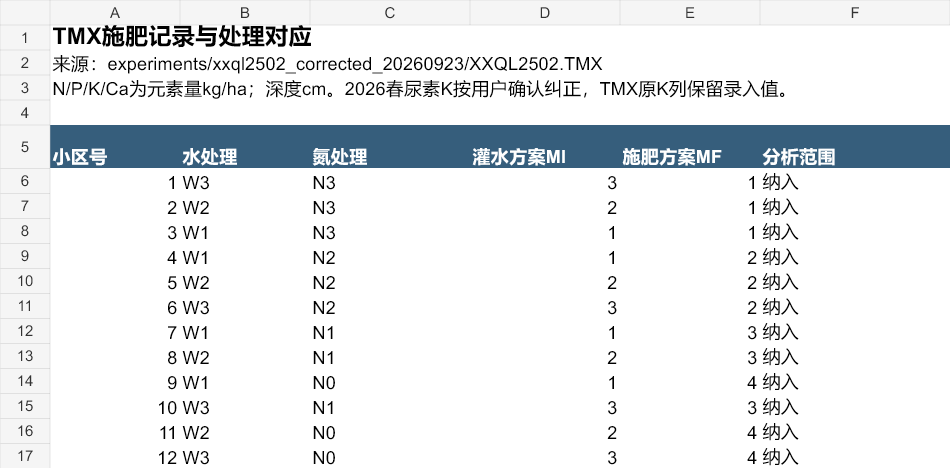 A B C D E F
1 TMX施肥记录与处理对应
2 来源：experiments/xxql2502_corrected_20260923/XXQL2502.TMX
3 N/P/K/Ca为元素量kg/ha；深度cm。2026春尿素K按用户确认纠正，TMX原K列保留录入值。
4
5 小区号 水处理 氮处理 灌水方案MI 施肥方案MF 分析范围
6 1 W3 N3 3 1 纳入
7 2 W2 N3 2 1 纳入
8 3 W1 N3 1 1 纳入
9 4 W1 N2 1 2 纳入
10 5 W2 N2 2 2 纳入
11 6 W3 N2 3 2 纳入
12 7 W1 N1 1 3 纳入
13 8 W2 N1 2 3 纳入
14 9 W1 N0 1 4 纳入
15 10 W3 N1 3 3 纳入
16 11 W2 N0 2 4 纳入
17 12 W3 N0 3 4 纳入